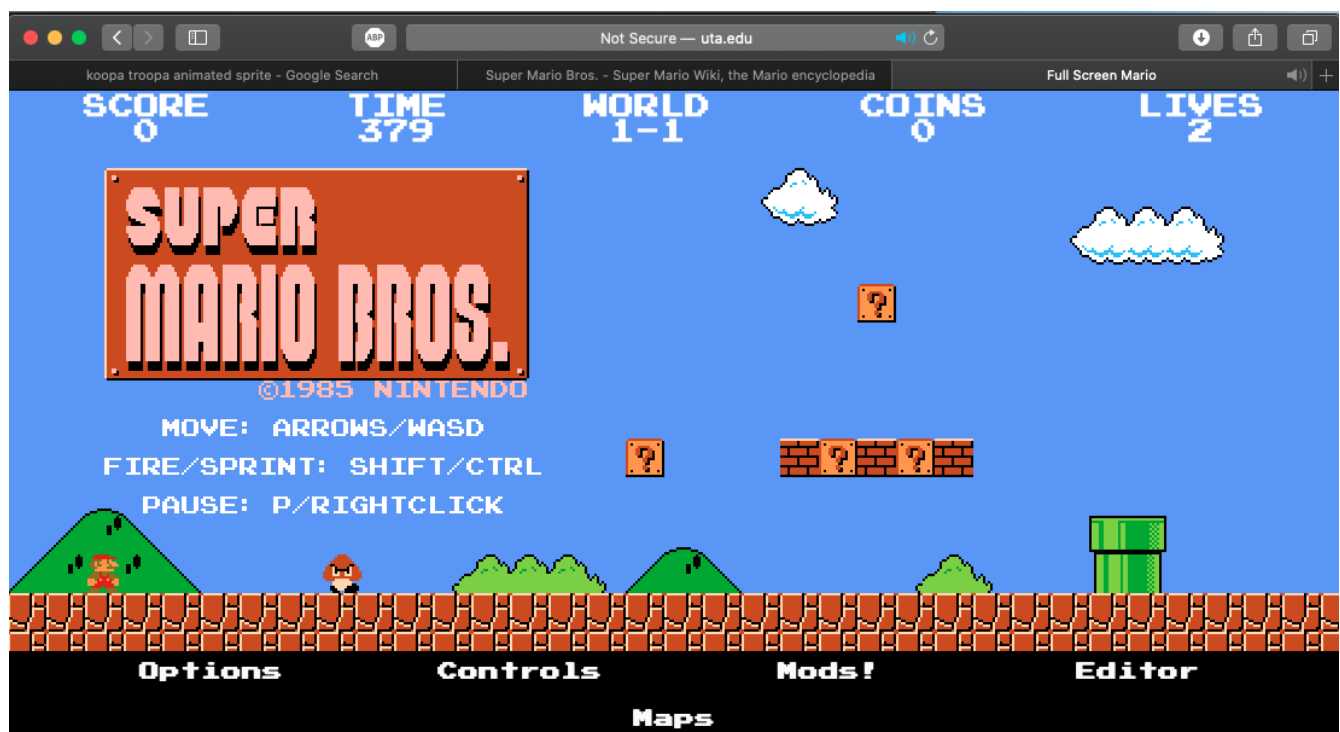 ABP
Not Secure — uta.edu
koopa troopa animated sprite - Google Search
Super Mario Bros. - Super Mario Wiki, the Mario encyclopedia
Full Screen Mario
SCORE TIME WORLD COINS LIVES
0 379 1-1 0 2
SUPER
MARIO BROS.
©1985 NINTENDO
MOVE: ARROWS/WASD
FIRE/SPRINT: SHIFT/CTRL
PAUSE: P/RIGHTCLICK
?
? ? ?
Options Controls Mods! Editor
Maps